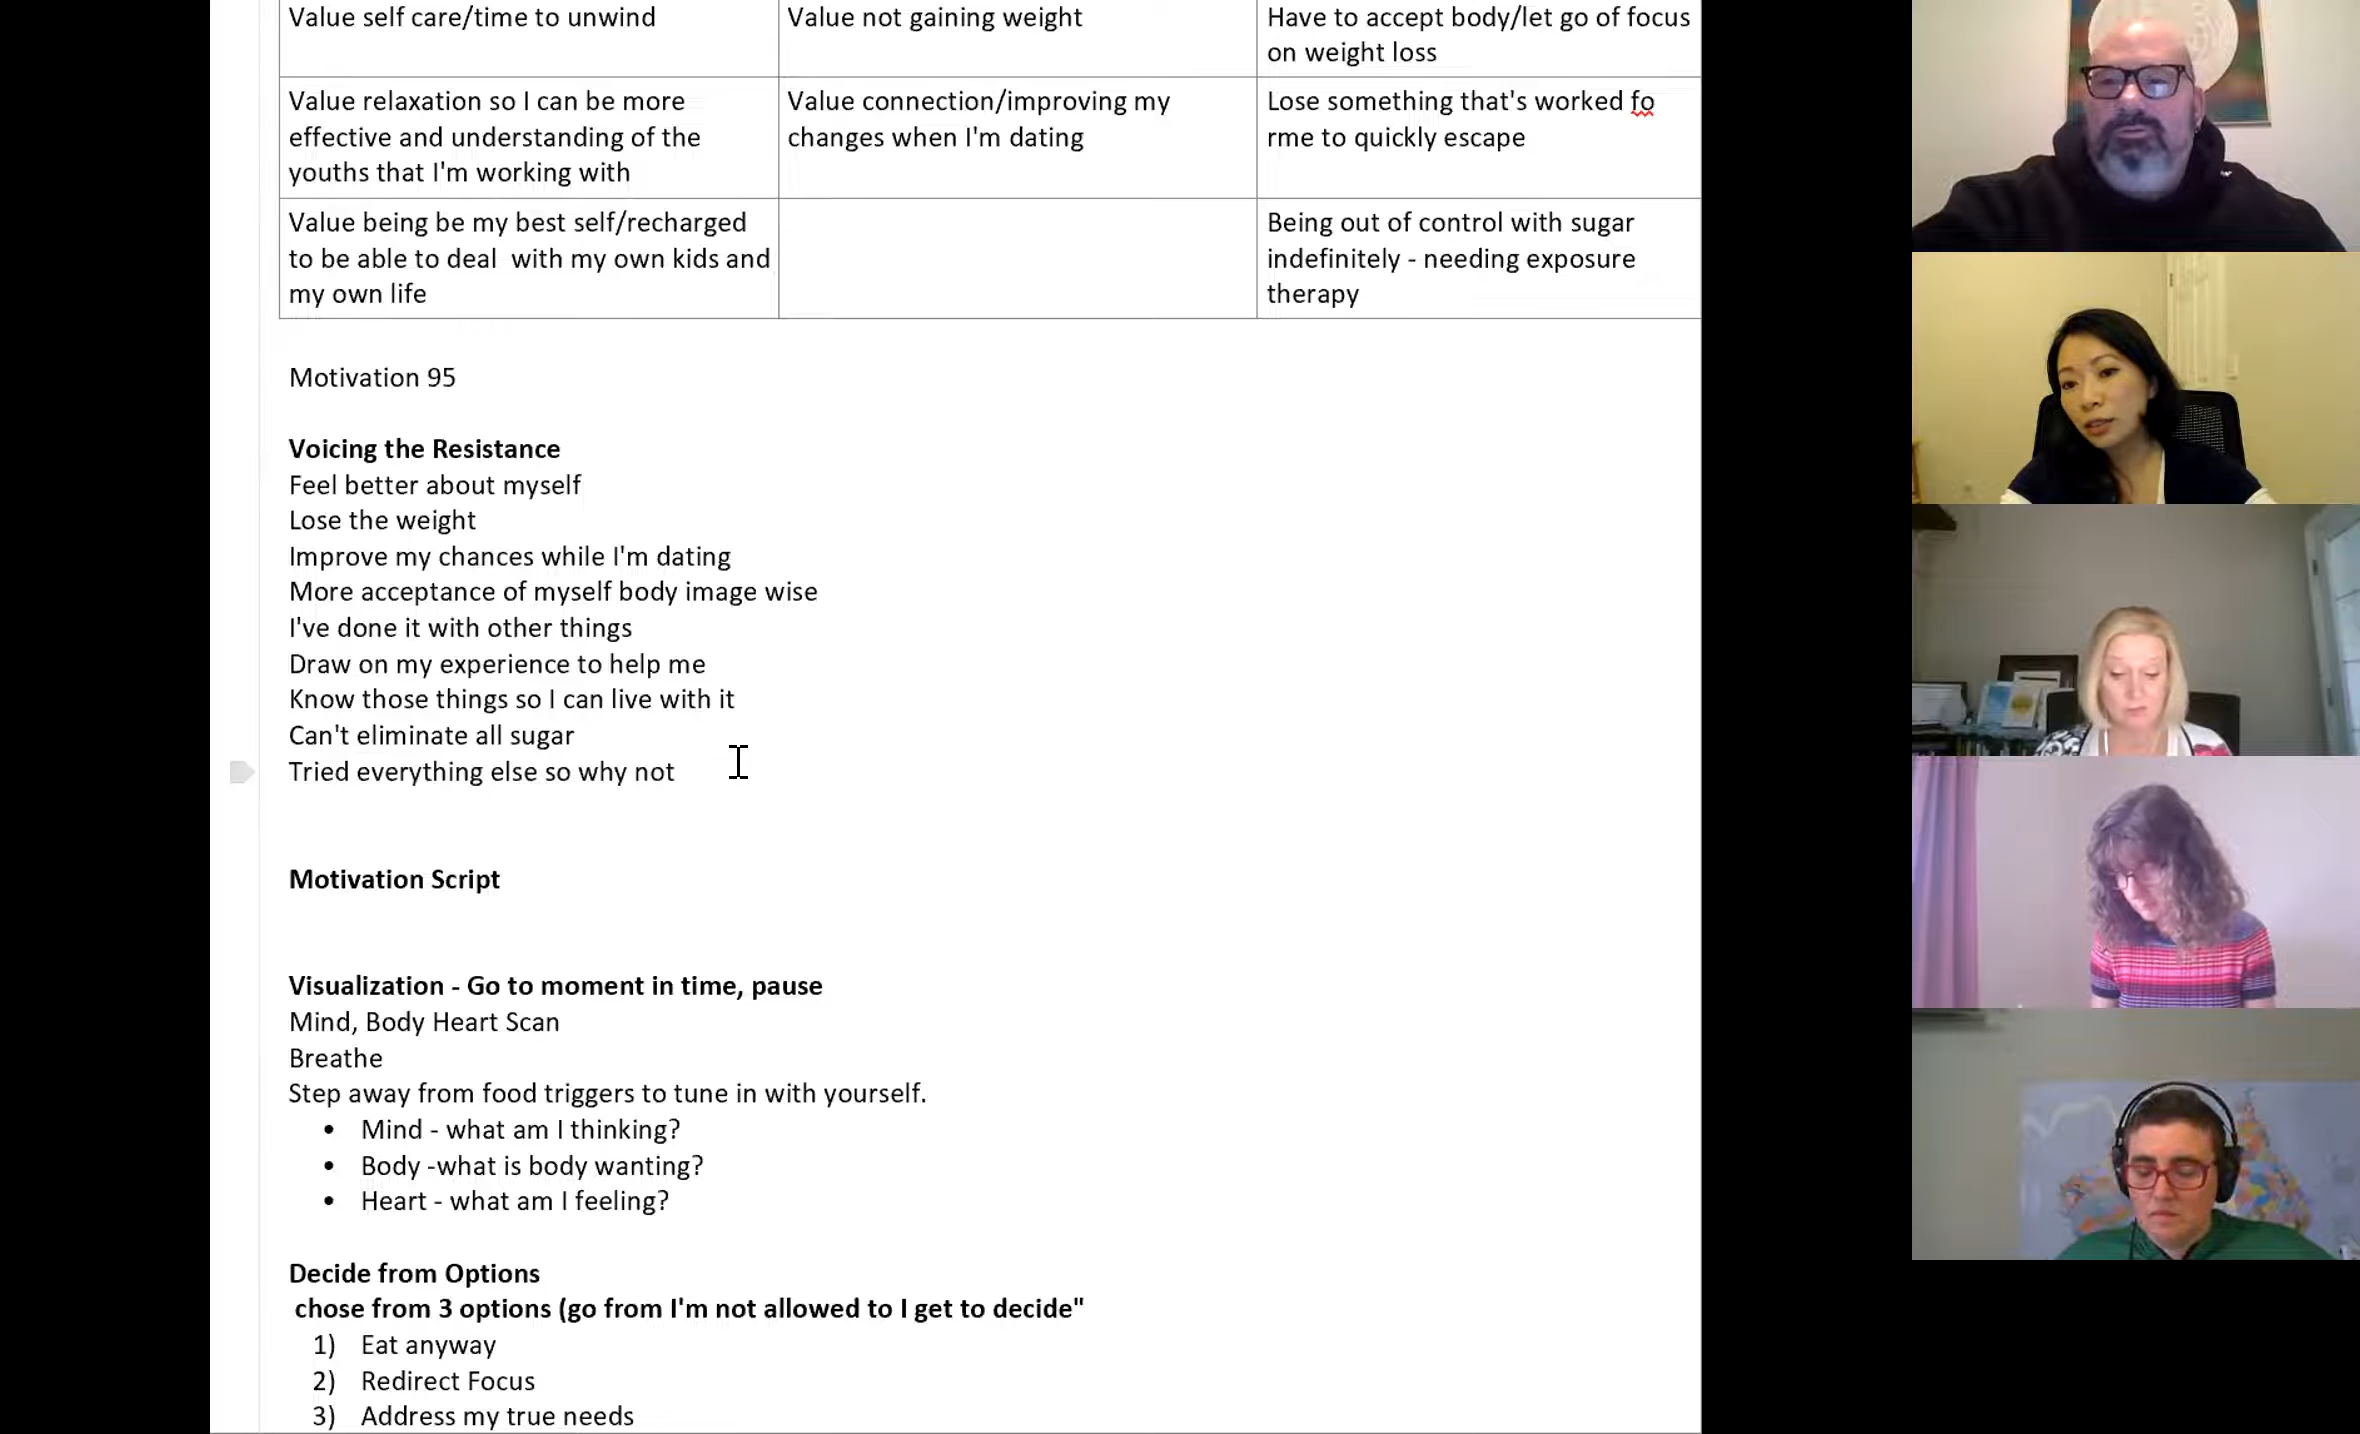 Value self care/time to unwind
Value not gaining weight
Have to accept body/let go of focus
on weight loss
Value relaxation so I can be more
effective and understanding of the
youths that I'm working with
Value connection/improving my
changes when I'm dating
Lose something that's worked fo
rme to quickly escape
Value being be my best self/recharged
to be able to deal  with my own kids and
my own life
Being out of control with sugar
indefinitely - needing exposure
therapy
Motivation 95
Voicing the Resistance
Feel better about myself
Lose the weight
Improve my chances while I'm dating
More acceptance of myself body image wise
I've done it with other things
Draw on my experience to help me
Know those things so I can live with it
Can't eliminate all sugar
Tried everything else so why not
Motivation Script
Visualization - Go to moment in time, pause
Mind, Body Heart Scan
Breathe
Step away from food triggers to tune in with yourself.
• Mind - what am I thinking?
• Body -what is body wanting?
• Heart - what am I feeling?
Decide from Options
chose from 3 options (go from I'm not allowed to I get to decide"
1) Eat anyway
2) Redirect Focus
3) Address my true needs